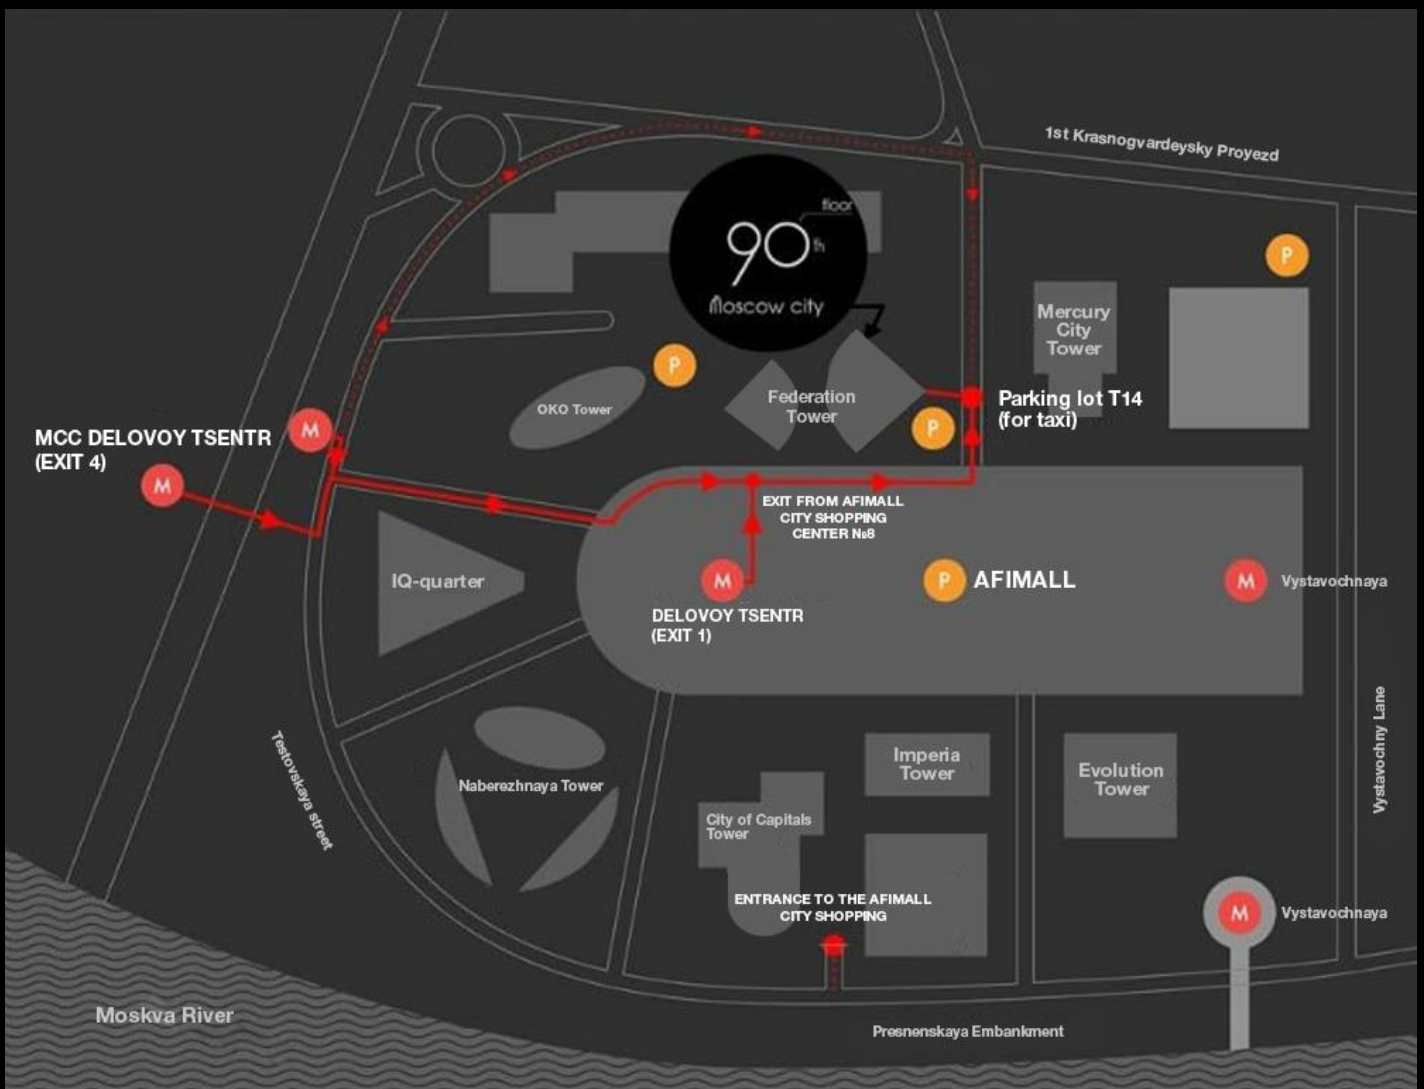 1st Krasnogvardeysky Proyezd
floor
90
th
Moscow city
P
Mercury
City
Tower
P
OKO Tower
Federation
Tower
P
Parking lot T14
(for taxi)
M
MCC DELOVOY TSENTR
(EXIT 4)
M
EXIT FROM AFIMALL
CITY SHOPPING
CENTER №8
IQ-quarter
M
DELOVOY TSENTR
(EXIT 1)
P
AFIMALL
M
Vystavochnaya
Testovskaya street
Naberezhnaya Tower
Imperia
Tower
Evolution
Tower
Vystavochny Lane
City of Capitals
Tower
ENTRANCE TO THE AFIMALL
CITY SHOPPING
M
Vystavochnaya
Moskva River
Presnenskaya Embankment